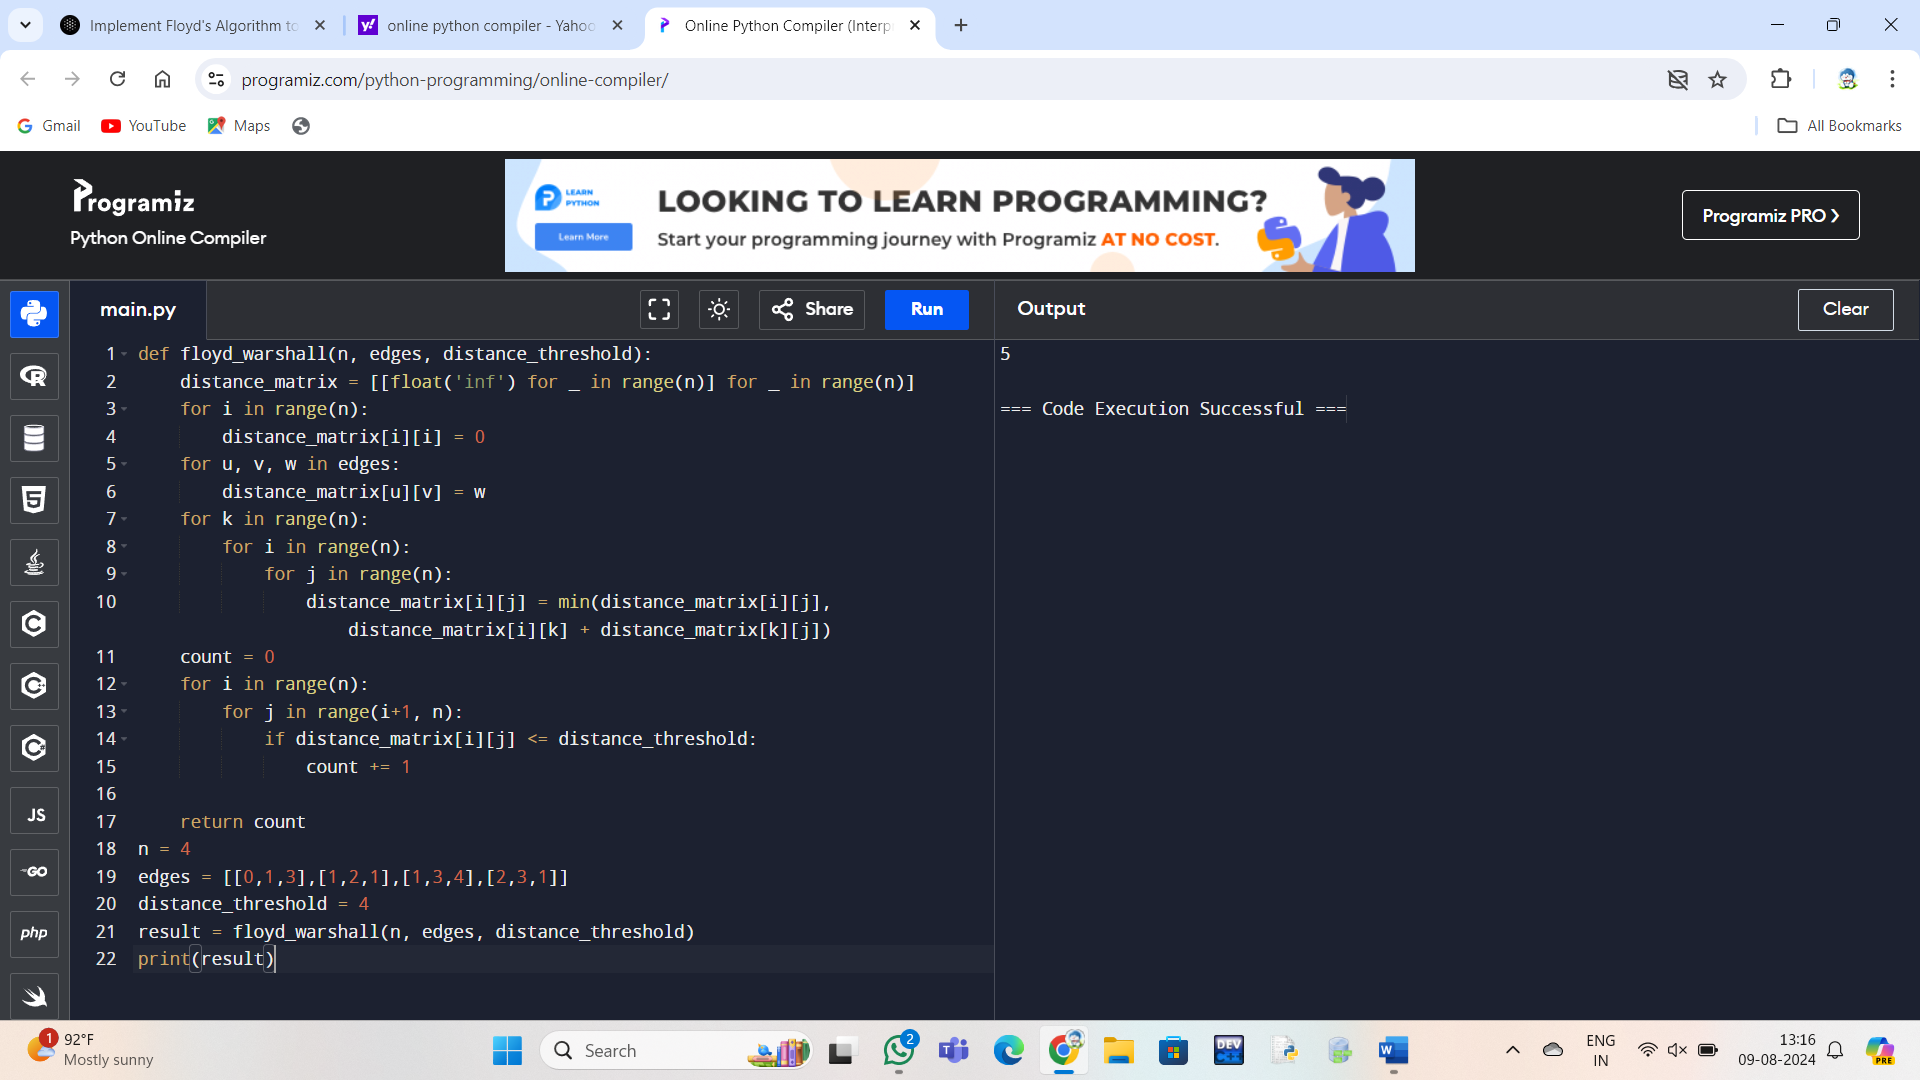 Implement Floyd's Algorithm to
online python compiler - Yahoo
Online Python Compiler (Interp
programiz.com/python-programming/online-compiler/
Gmail
YouTube
Maps
All Bookmarks
Programiz
Python Online Compiler
LEARN
PYTHON
Learn More
LOOKING TO LEARN PROGRAMMING?
Start your programming journey with Programiz AT NO COST.
Programiz PRO ›
main.py
Share
Run
Output
Clear
1 def floyd_warshall(n, edges, distance_threshold):
2 distance_matrix = [[float('inf') for _ in range(n)] for _ in range(n)]
3 for i in range(n):
4 distance_matrix[i][i] = 0
5 for u, v, w in edges:
6 distance_matrix[u][v] = w
7 for k in range(n):
8 for i in range(n):
9 for j in range(n):
10 distance_matrix[i][j] = min(distance_matrix[i][j],
distance_matrix[i][k] + distance_matrix[k][j])
11 count = 0
12 for i in range(n):
13 for j in range(i+1, n):
14 if distance_matrix[i][j] <= distance_threshold:
15 count += 1
16
17 return count
18 n = 4
19 edges = [[0,1,3],[1,2,1],[1,3,4],[2,3,1]]
20 distance_threshold = 4
21 result = floyd_warshall(n, edges, distance_threshold)
22 print(result)
5
=== Code Execution Successful ===
JS
GO
php
1
92°F
Mostly sunny
Search
2
DEV
C++
W
ENG
IN
13:16
09-08-2024
PRE